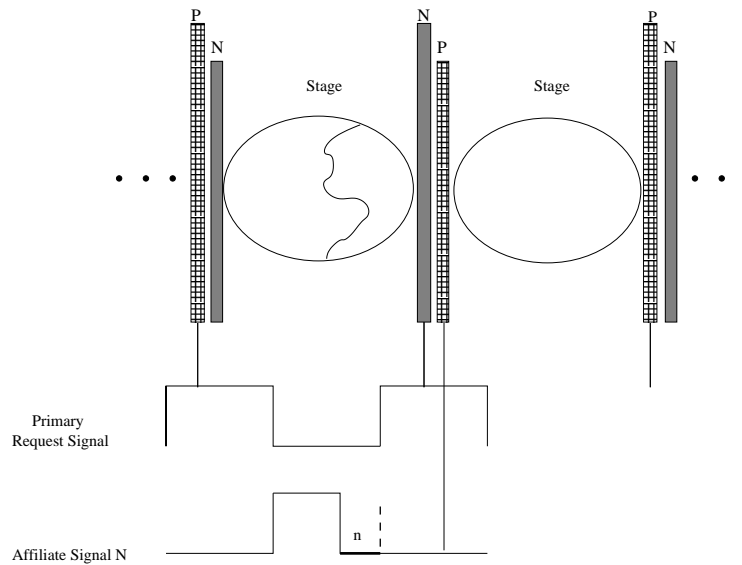 P
N
Stage
N
P
Stage
P
N
Primary
Request Signal
n
Affiliate Signal N